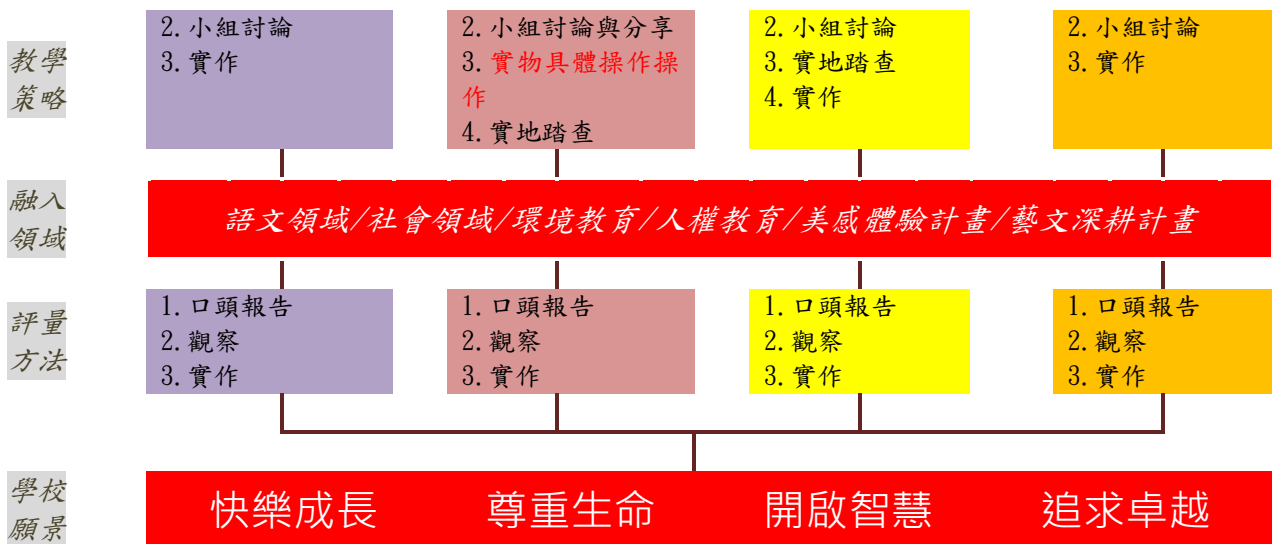 教學
策略
2.小組討論
3.實作
2.小組討論與分享
3.實物具體操作操
作
4.實地踏查
2.小組討論
3.實地踏查
4.實作
2.小組討論
3.實作
融入
領域
語文領域/社會領域/環境教育/人權教育/美感體驗計畫/藝文深耕計畫
評量
方法
1.口頭報告
2.觀察
3.實作
1.口頭報告
2.觀察
3.實作
1.口頭報告
2.觀察
3.實作
1.口頭報告
2.觀察
3.實作
學校
願景
快樂成長
尊重生命
開啟智慧
追求卓越